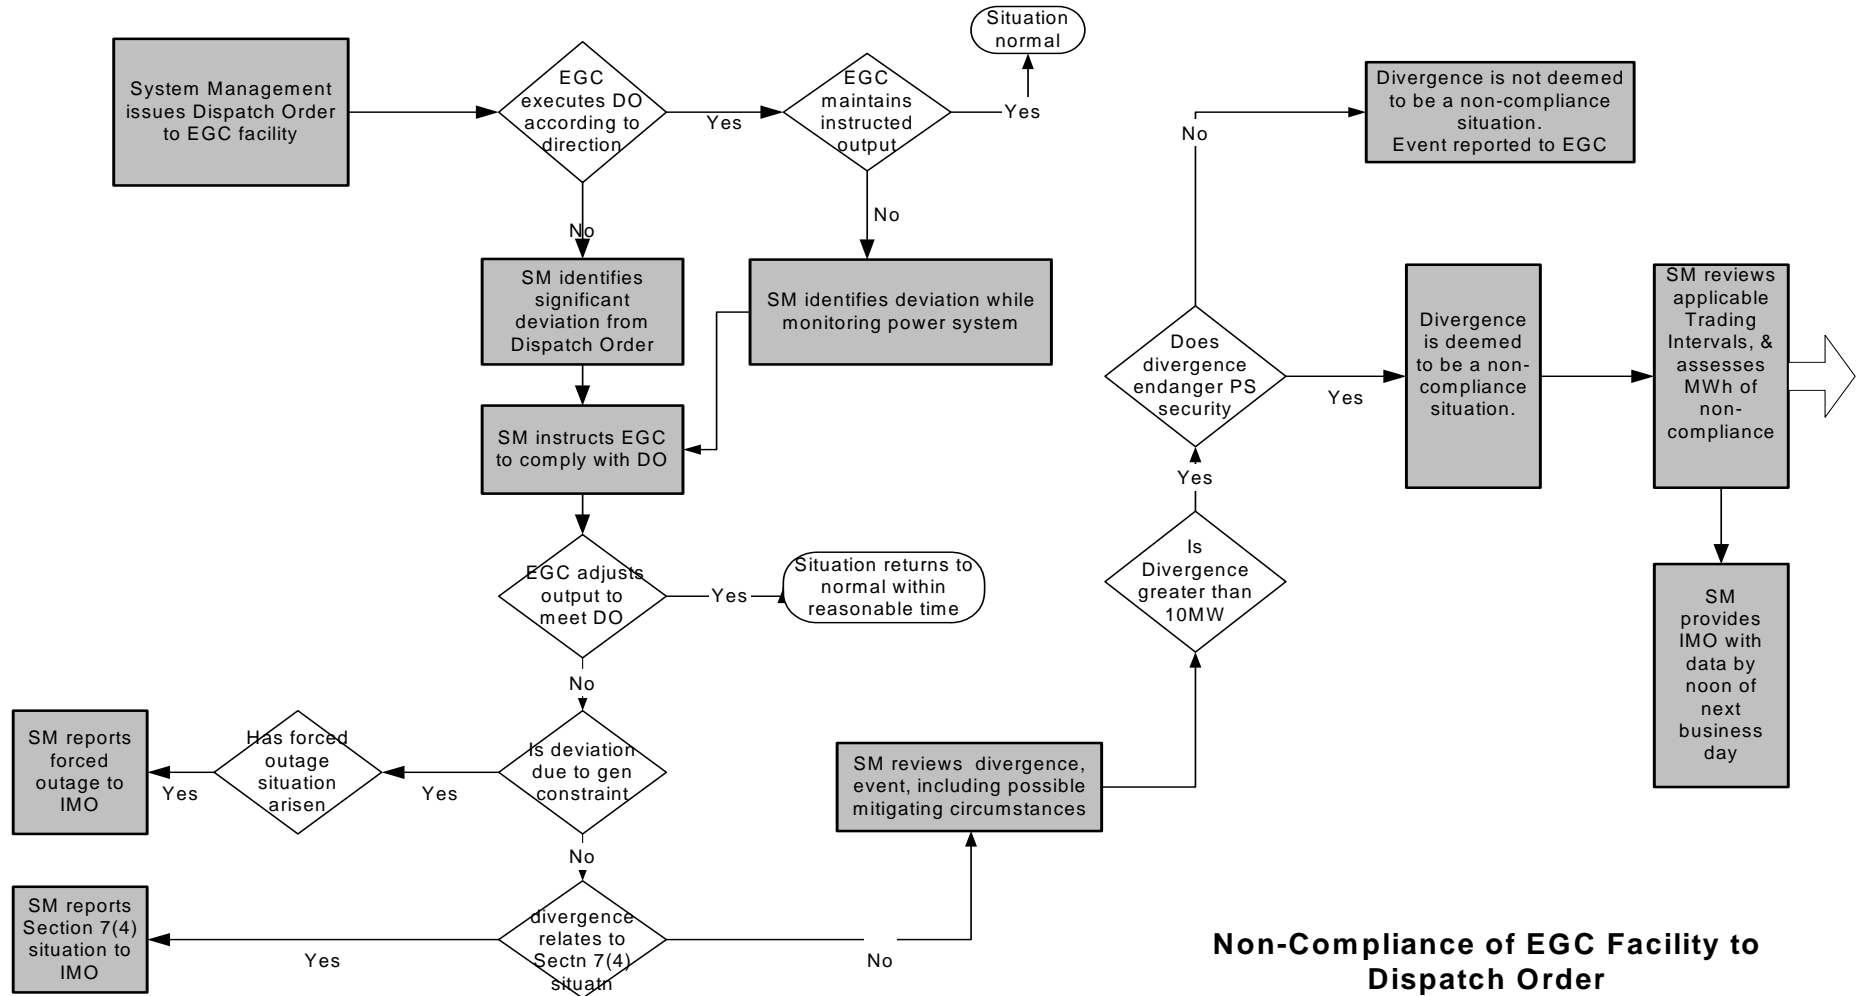 Situation
normal
System Management
issues Dispatch Order
to EGC facility
EGC
executes DO
according to
direction
Yes
EGC
maintains
instructed
output
Yes
Divergence is not deemed
to be a non-compliance
situation.
Event reported to EGC
No
No
No
SM identifies
significant
deviation from
Dispatch Order
SM identifies deviation while
monitoring power system
Does
divergence
endanger PS
security
Yes
Divergence
is deemed
to be a non-
compliance
situation.
SM reviews
applicable
Trading
Intervals, &
assesses
MWh of
non-
compliance
SM instructs EGC
to comply with DO
Yes
Is
Divergence
greater than
10MW
EGC adjusts
output to
meet DO
Yes
Situation returns to
normal within
reasonable time
SM
provides
IMO with
data by
noon of
next
business
day
No
SM reports
forced
outage to
IMO
Yes
Has forced
outage
situation
arisen
Yes
Is deviation
due to gen
constraint
SM reviews divergence,
event, including possible
mitigating circumstances
No
SM reports
Section 7(4)
situation to
IMO
Yes
divergence
relates to
Sectn 7(4)
situatn
No
Non-Compliance of EGC Facility to
Dispatch Order